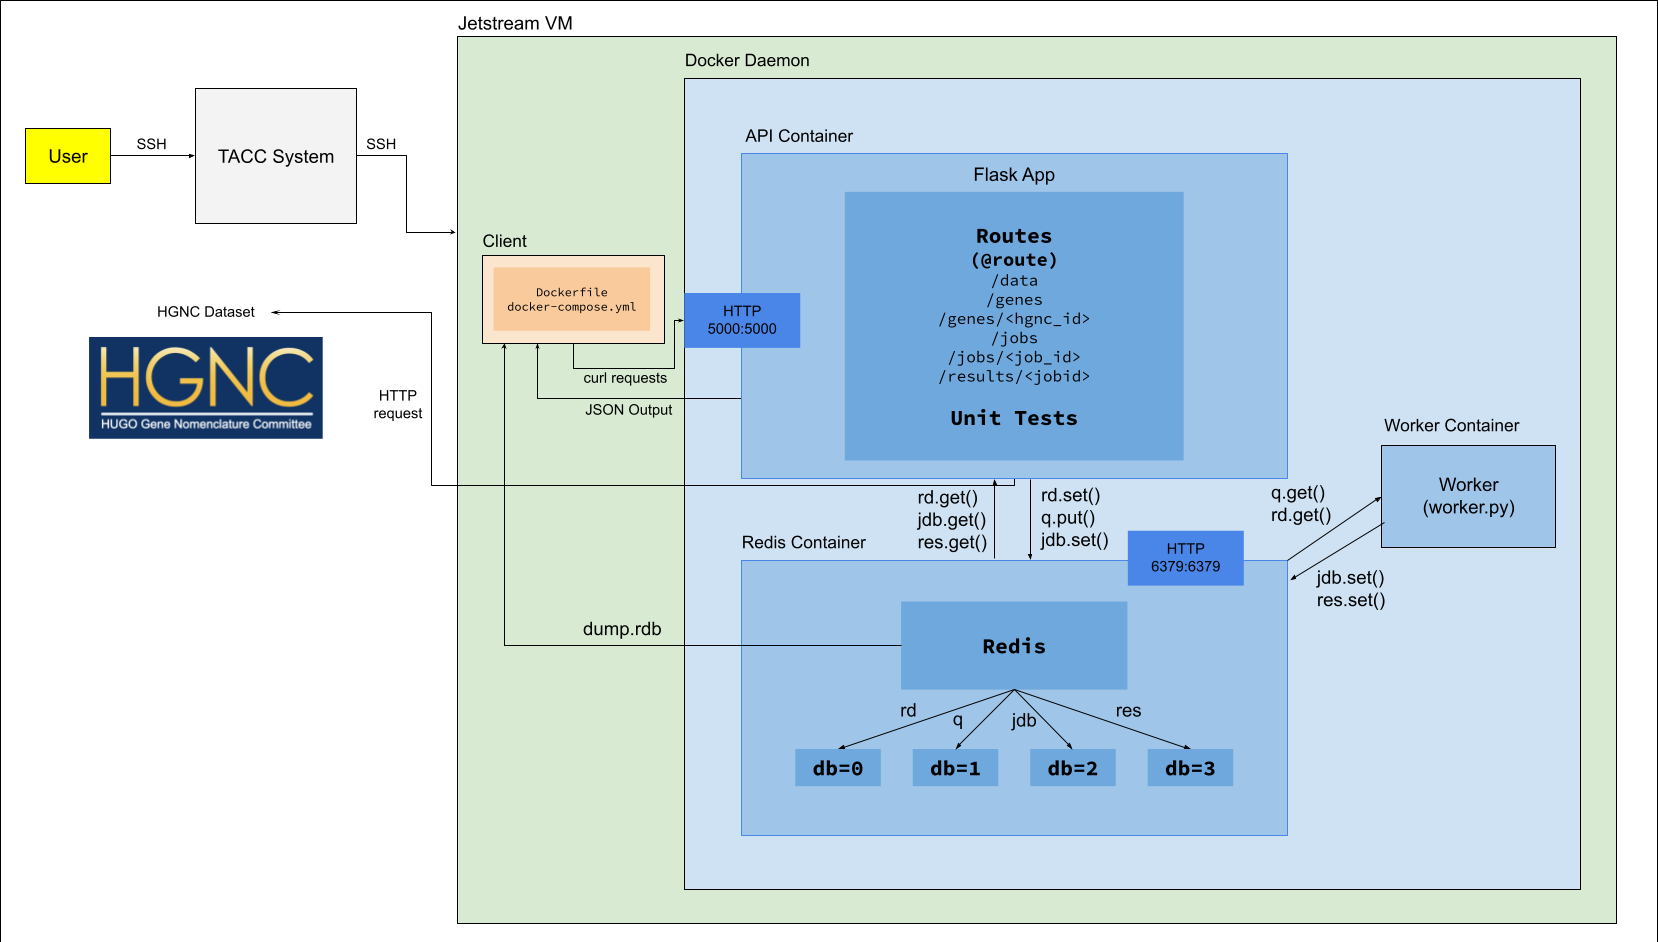 Jetstream VM
Docker Daemon
API Container
Flask App
User
SSH
TACC System
SSH
Routes
(@route)
/data
/genes
/genes/<hgnc_id>
/jobs
/jobs/<job_id>
/results/<jobid>
Unit Tests
Client
Dockerfile
docker-compose.yml
HTTP
5000:5000
curl requests
JSON Output
HGNC Dataset
HGNC
HUGO Gene Nomenclature Committee
HTTP
request
Worker Container
Worker
(worker.py)
rd.get()
jdb.get()
res.get()
rd.set()
q.put()
jdb.set()
q.get()
rd.get()
jdb.set()
res.set()
Redis Container
HTTP
6379:6379
dump.rdb
Redis
rd
q
jdb
res
db=0
db=1
db=2
db=3